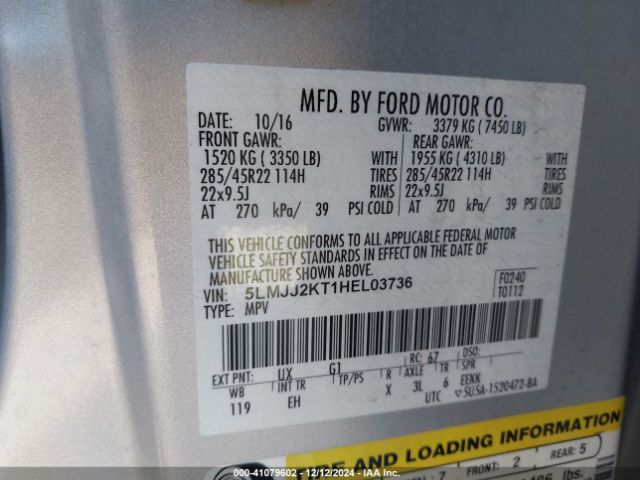 MFD. BY FORD MOTOR CO.
DATE: 10/16 GVWR: 3379 KG ( 7450 LB)
FRONT GAWR: REAR GAWR:
1520 KG ( 3350 LB) WITH 1955 KG ( 4310 LB) WITH
285/45R22 114H TIRES 285/45R22 114H TIRES
22x9.5J RIMS 22x9.5J RIMS
AT 270 kPa/ 39 PSI COLD AT 270 kPa/ 39 PSI COLD
THIS VEHICLE CONFORMS TO ALL APPLICABLE FEDERAL MOTOR
VEHICLE SAFETY STANDARDS IN EFFECT ON THE DATE OF
MANUFACTURE SHOWN ABOVE.
VIN: 5LMJJ2KT1HEL03736 F0240
TYPE: MPV T0112
EXT PNT: UX G1 RC: 67 DSO:
WB INT TR TP/PS R AXLE TR SPR
119 EH X 3L 6 EEKK
UTC 5U5A-1520472-BA
E AND LOADING INFORMATION
7 FRONT: 2 REAR: 5
lbs.
000-41079602 - 12/12/2024 - IAA Inc.